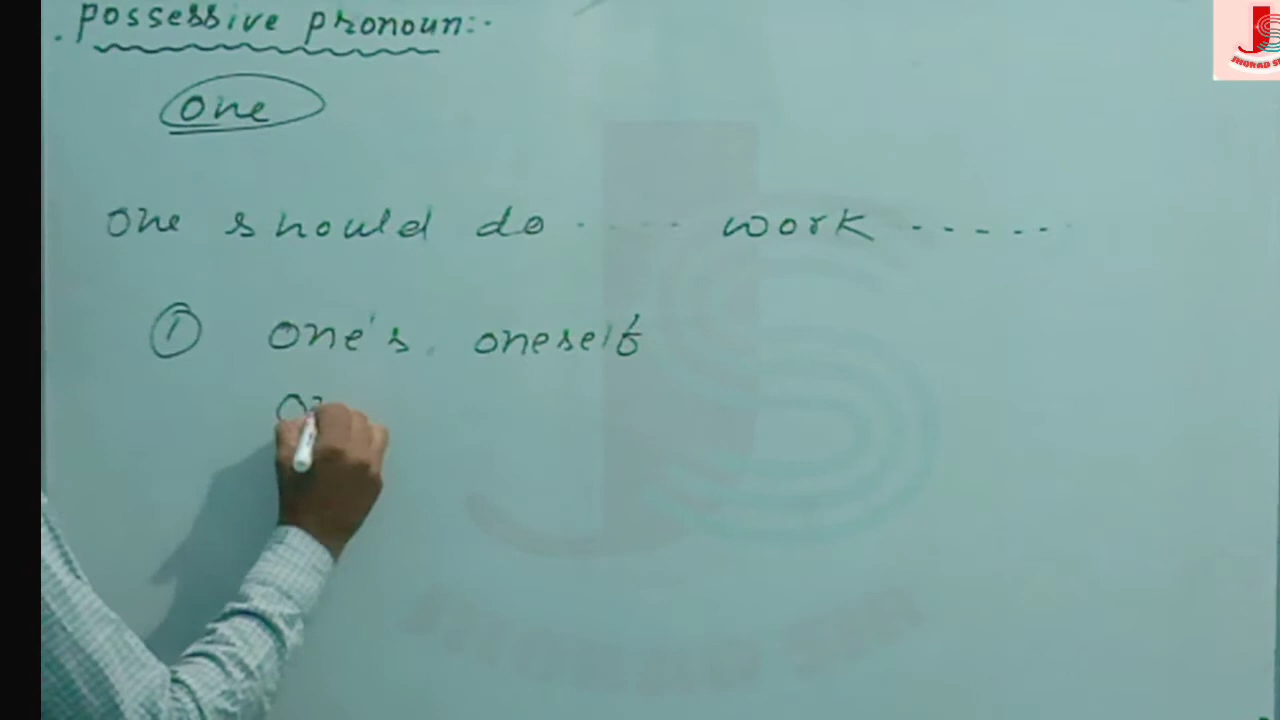 . Possessive pronoun:-
one
one should do ---- work -----
① one's. oneself